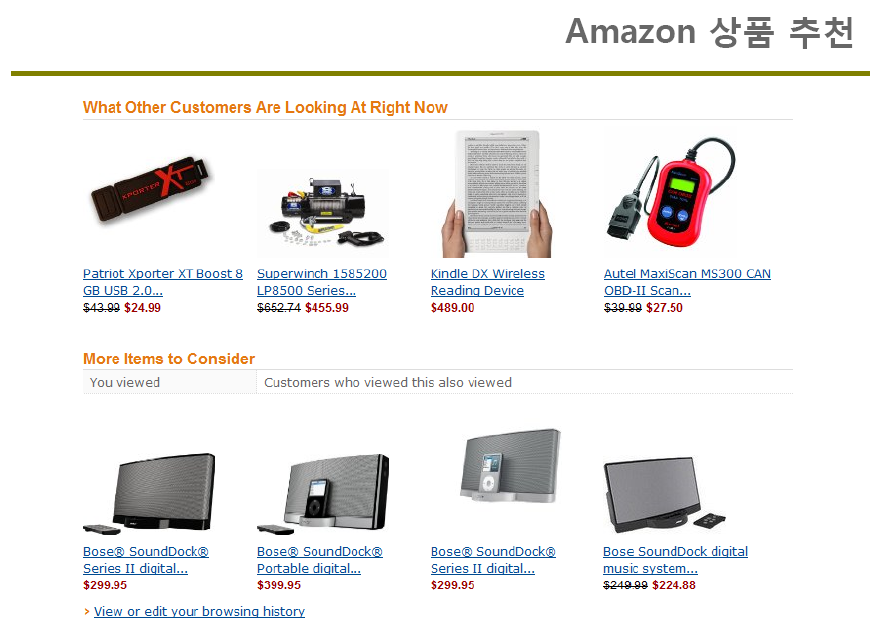 Amazon 상품 추천
What Other Customers Are Looking At Right Now
XPORTER XT
Patriot Xporter XT Boost 8
GB USB 2.0...
$43.99 $24.99
Superwinch 1585200
LP8500 Series...
$652.74 $455.99
Kindle DX Wireless
Reading Device
$489.00
Autel MaxiScan MS300 CAN
OBD-II Scan...
$39.99 $27.50
More Items to Consider
You viewed
Customers who viewed this also viewed
Bose® SoundDock®
Series II digital...
$299.95
Bose® SoundDock®
Portable digital...
$399.95
Bose® SoundDock®
Series II digital...
$299.95
Bose SoundDock digital
music system...
$249.99 $224.88
› View or edit your browsing history